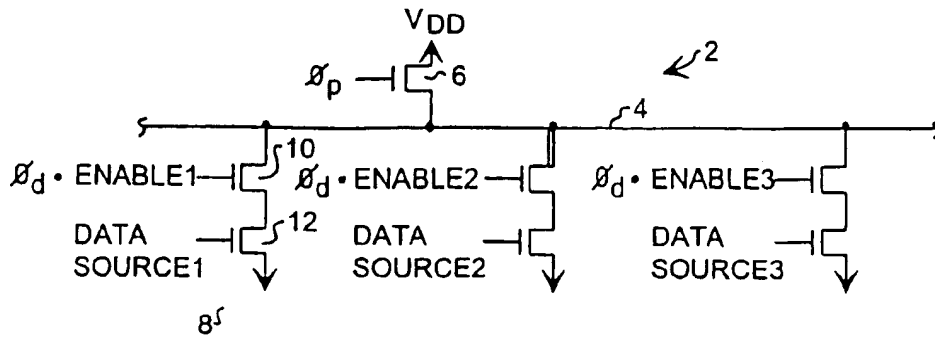 VDD
2
Øp
6
4
Ød • ENABLE1
10
Ød • ENABLE2
Ød • ENABLE3
DATA
SOURCE1
12
DATA
SOURCE2
DATA
SOURCE3
8